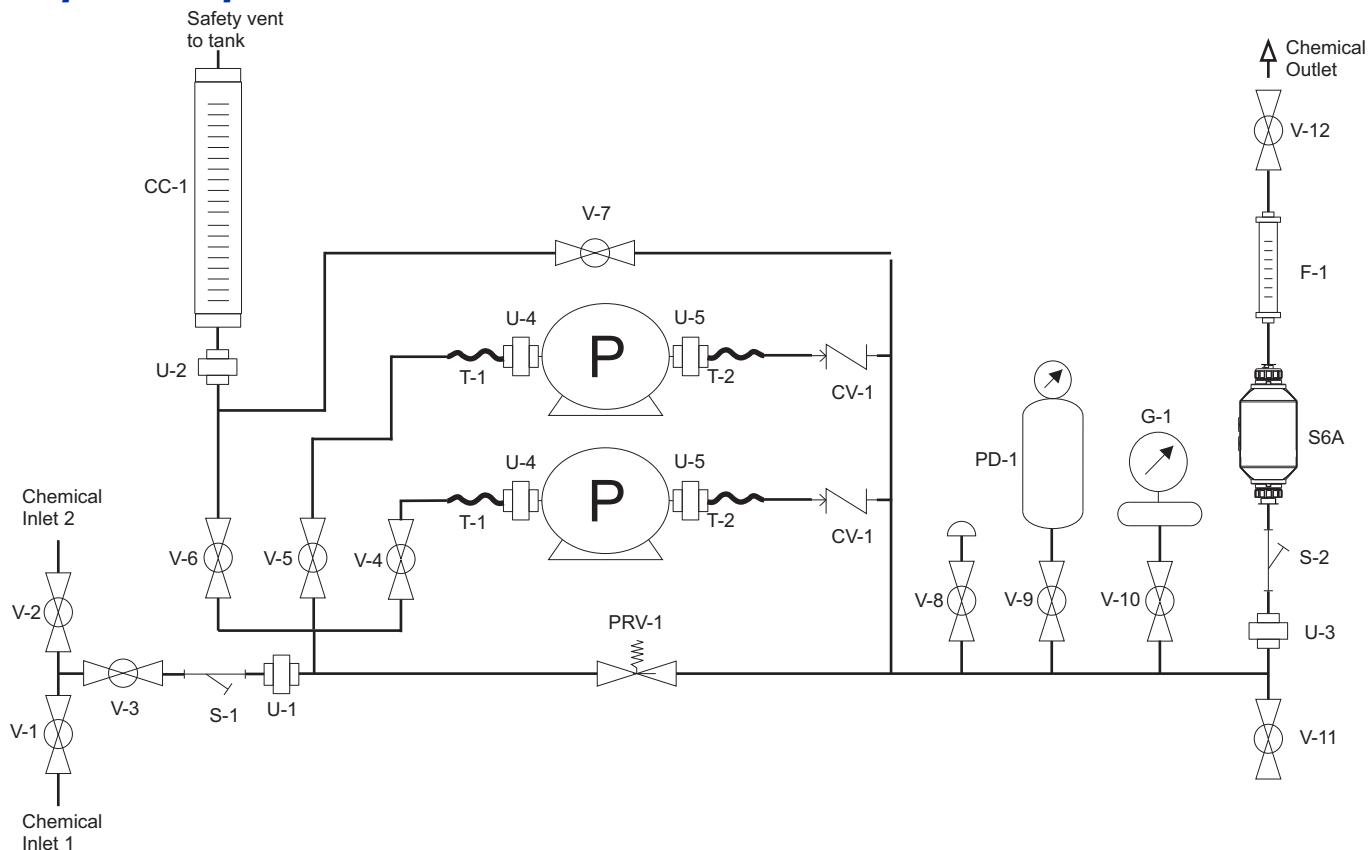 Safety vent
to tank
Chemical
Outlet
V-12
CC-1
V-7
F-1
U-4
U-5
P
U-2
T-1
T-2
CV-1
G-1
S6A
PD-1
U-4
U-5
P
Chemical
Inlet 2
T-1
T-2
CV-1
V-6
V-5
V-4
S-2
V-2
V-8
V-9
V-10
PRV-1
U-3
V-3
S-1
U-1
V-1
V-11
Chemical
Inlet 1